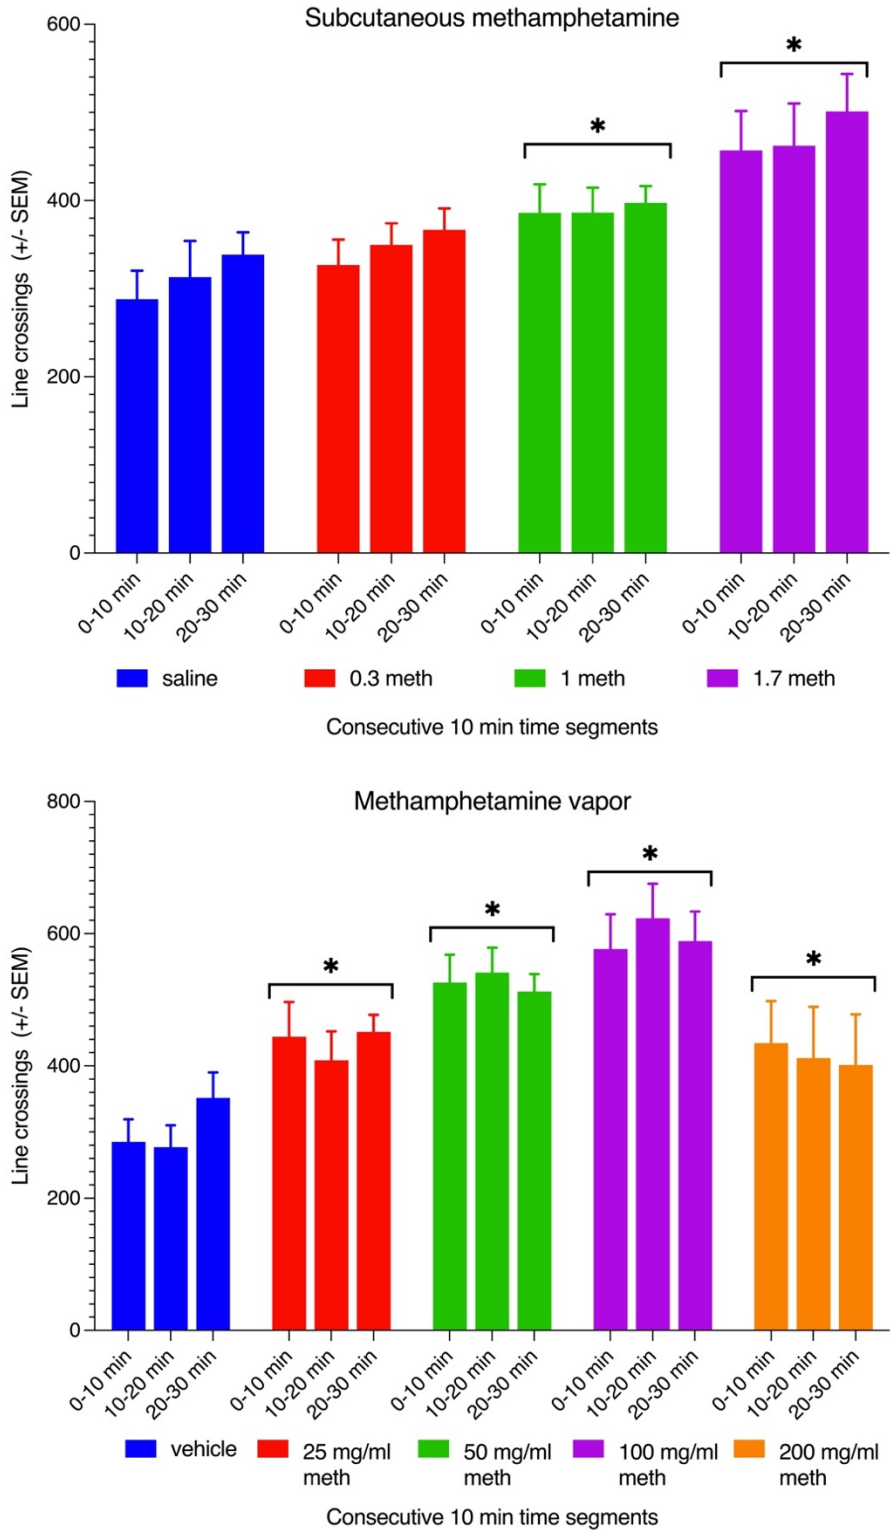 Subcutaneous methamphetamine
Line crossings (+/- SEM)
600
400
200
0
*
*
0-10 min
10-20 min
20-30 min
0-10 min
10-20 min
20-30 min
0-10 min
10-20 min
20-30 min
0-10 min
10-20 min
20-30 min
saline 0.3 meth 1 meth 1.7 meth
Consecutive 10 min time segments
Methamphetamine vapor
Line crossings (+/- SEM)
800
600
400
200
0
*
*
*
*
0-10 min
10-20 min
20-30 min
0-10 min
10-20 min
20-30 min
0-10 min
10-20 min
20-30 min
0-10 min
10-20 min
20-30 min
0-10 min
10-20 min
20-30 min
vehicle
25 mg/ml
meth
50 mg/ml
meth
100 mg/ml
meth
200 mg/ml
meth
Consecutive 10 min time segments